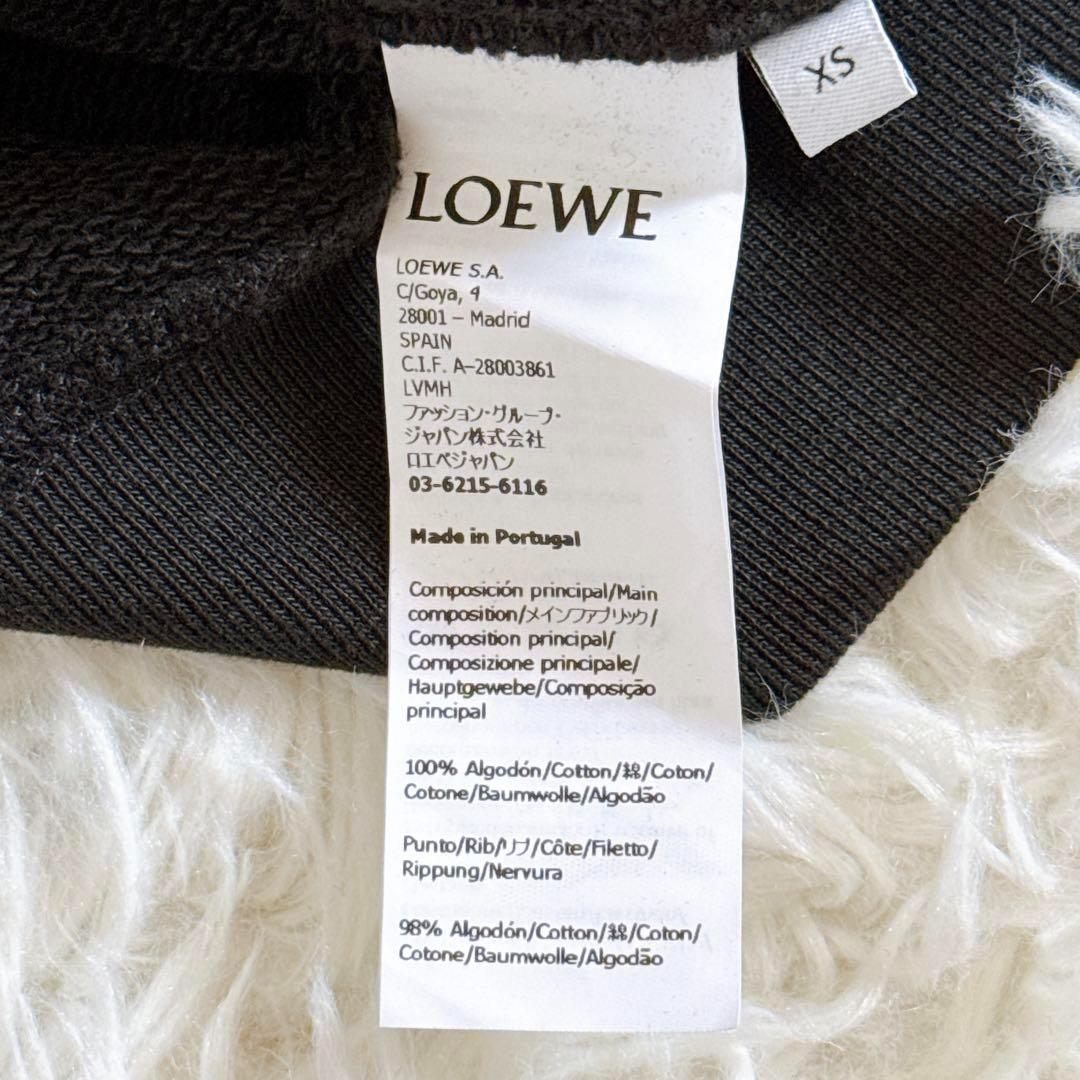 XS
LOEWE
LOEWE S.A.
C/Goya, 4
28001 – Madrid
SPAIN
C.I.F. A-28003861
LVMH
ファッション・グループ・
ジャパン株式会社
ロエベジャパン
03-6215-6116
Made in Portugal
Composición principal/Main
composition/メインファブリック/
Composition principal/
Composizione principale/
Hauptgewebe/Composição
principal
100% Algodón/Cotton/綿/Coton/
Cotone/Baumwolle/Algodão
Punto/Rib/リブ/Côte/Filetto/
Rippung/Nervura
98% Algodón/Cotton/綿/Coton/
Cotone/Baumwolle/Algodão